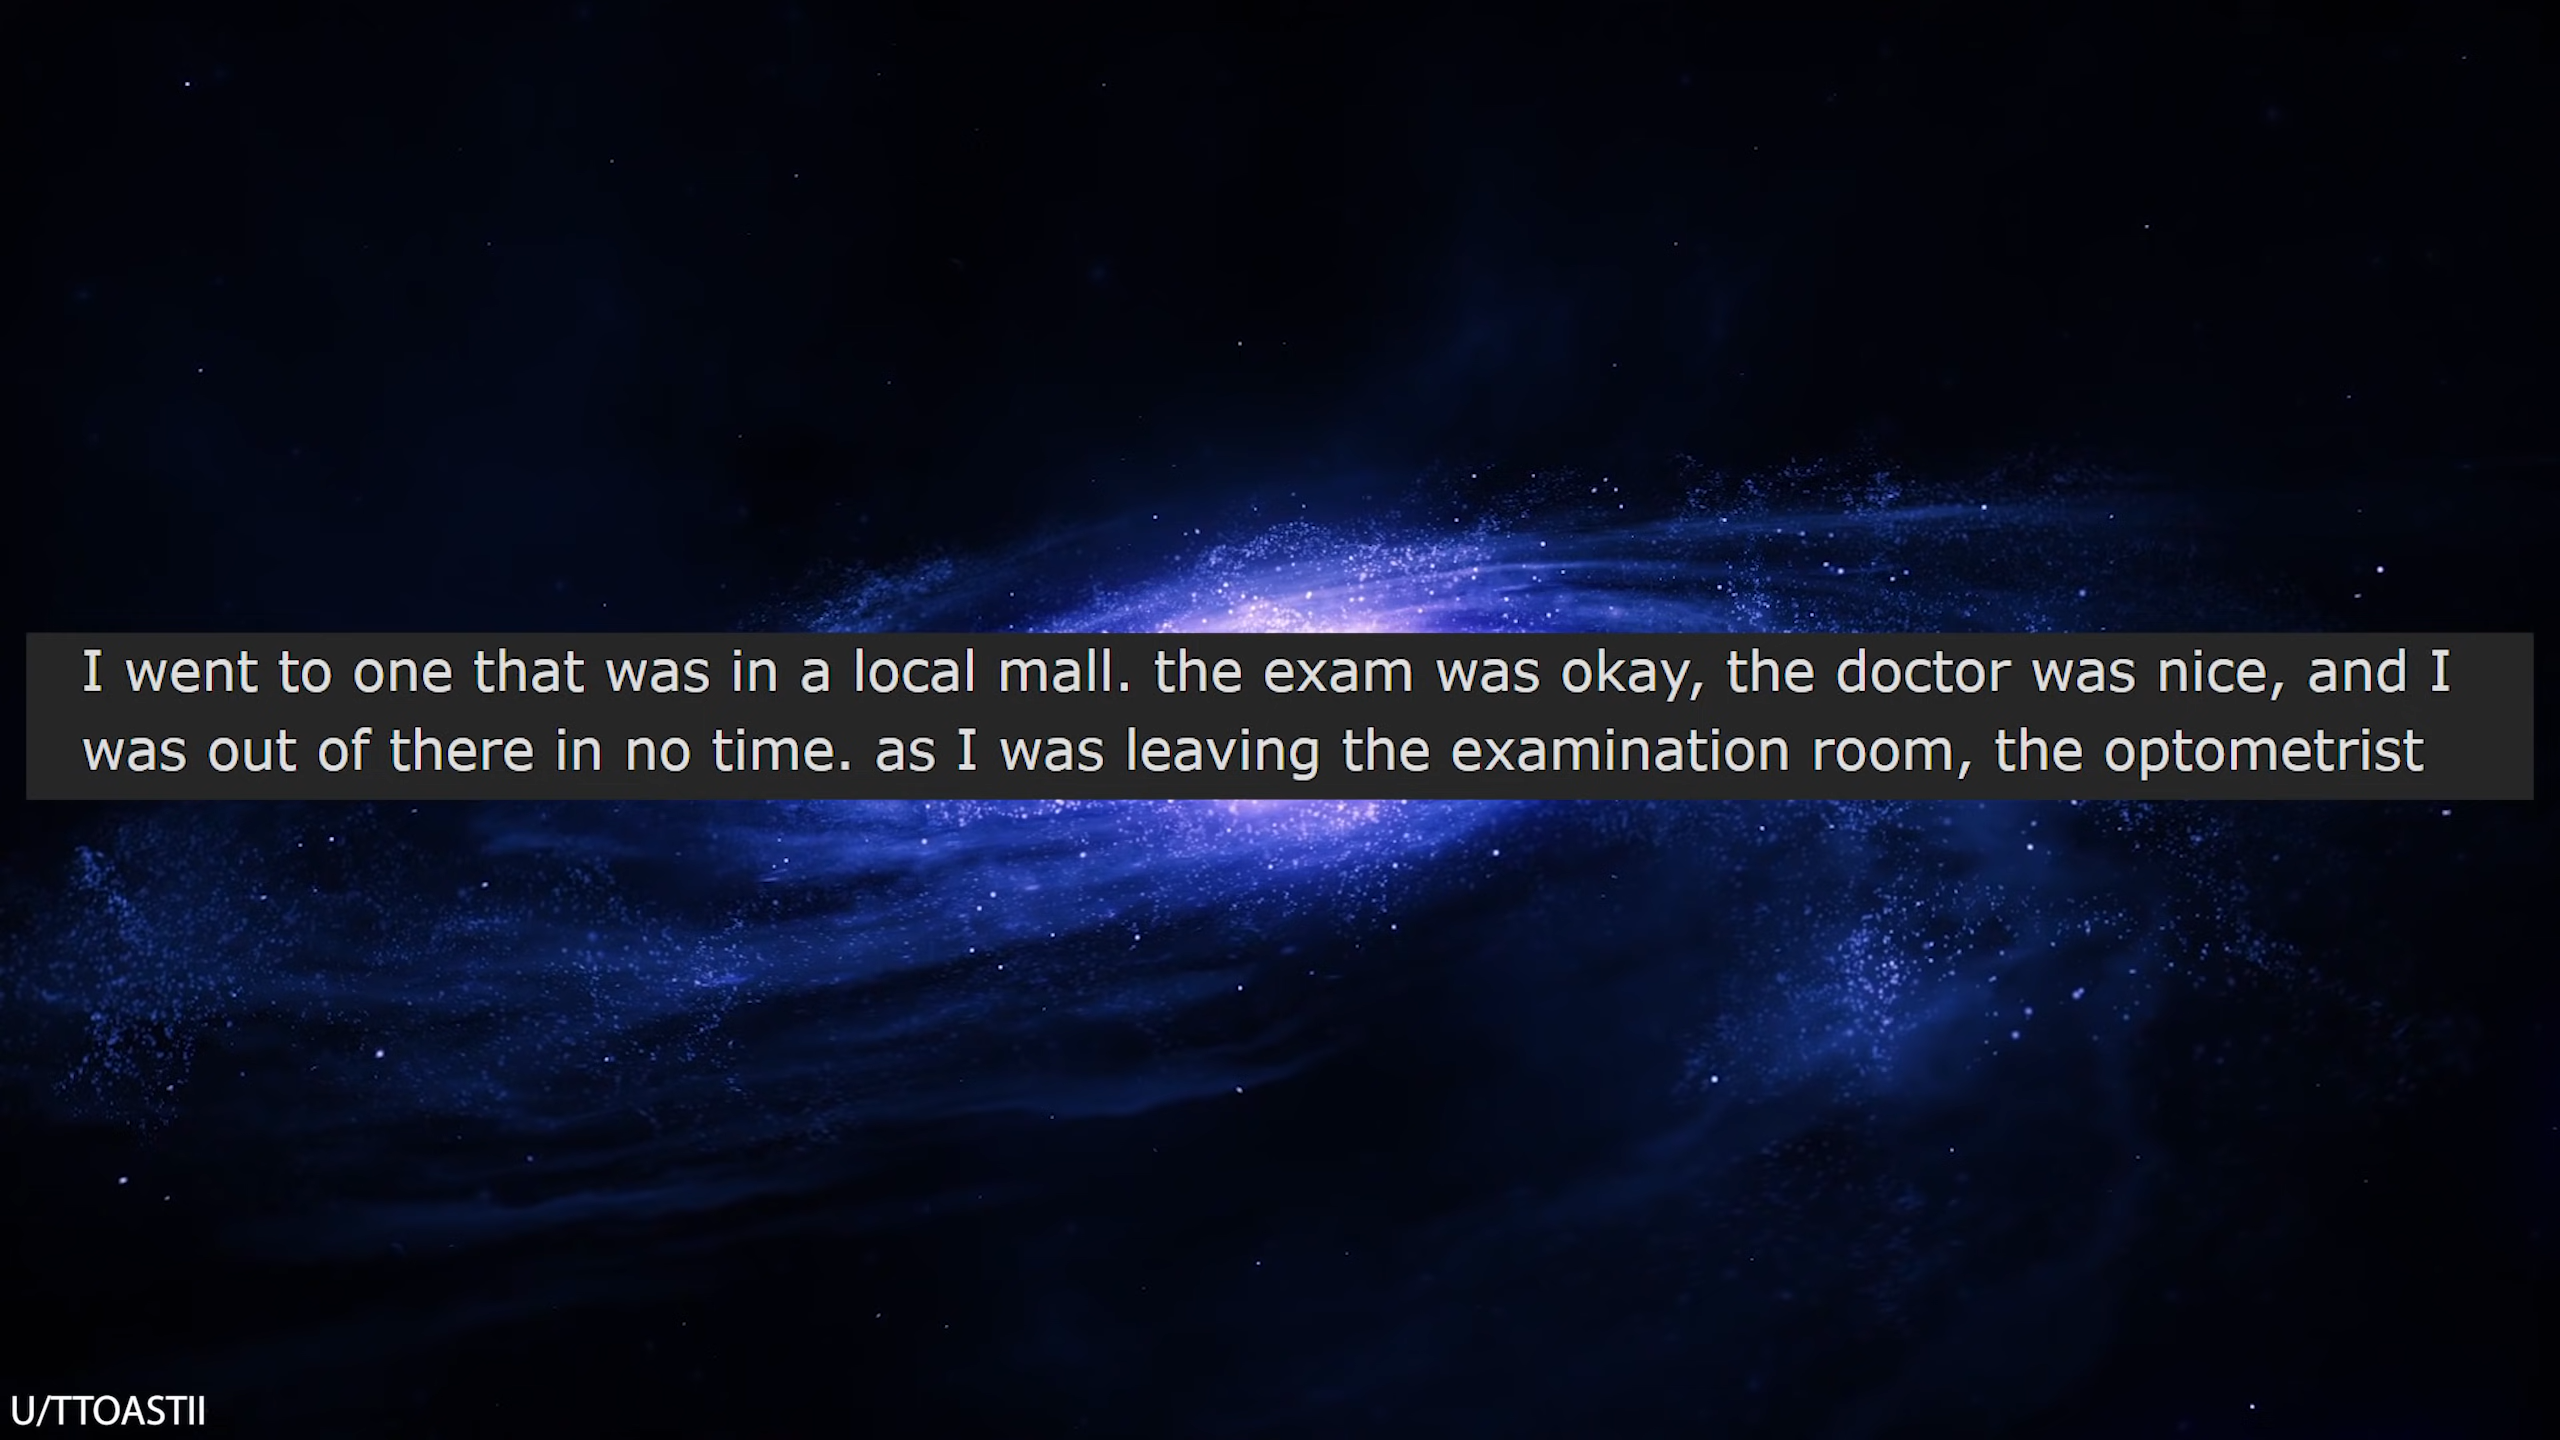 I went to one that was in a local mall. the exam was okay, the doctor was nice, and I
was out of there in no time. as I was leaving the examination room, the optometrist
U/TTOASTII